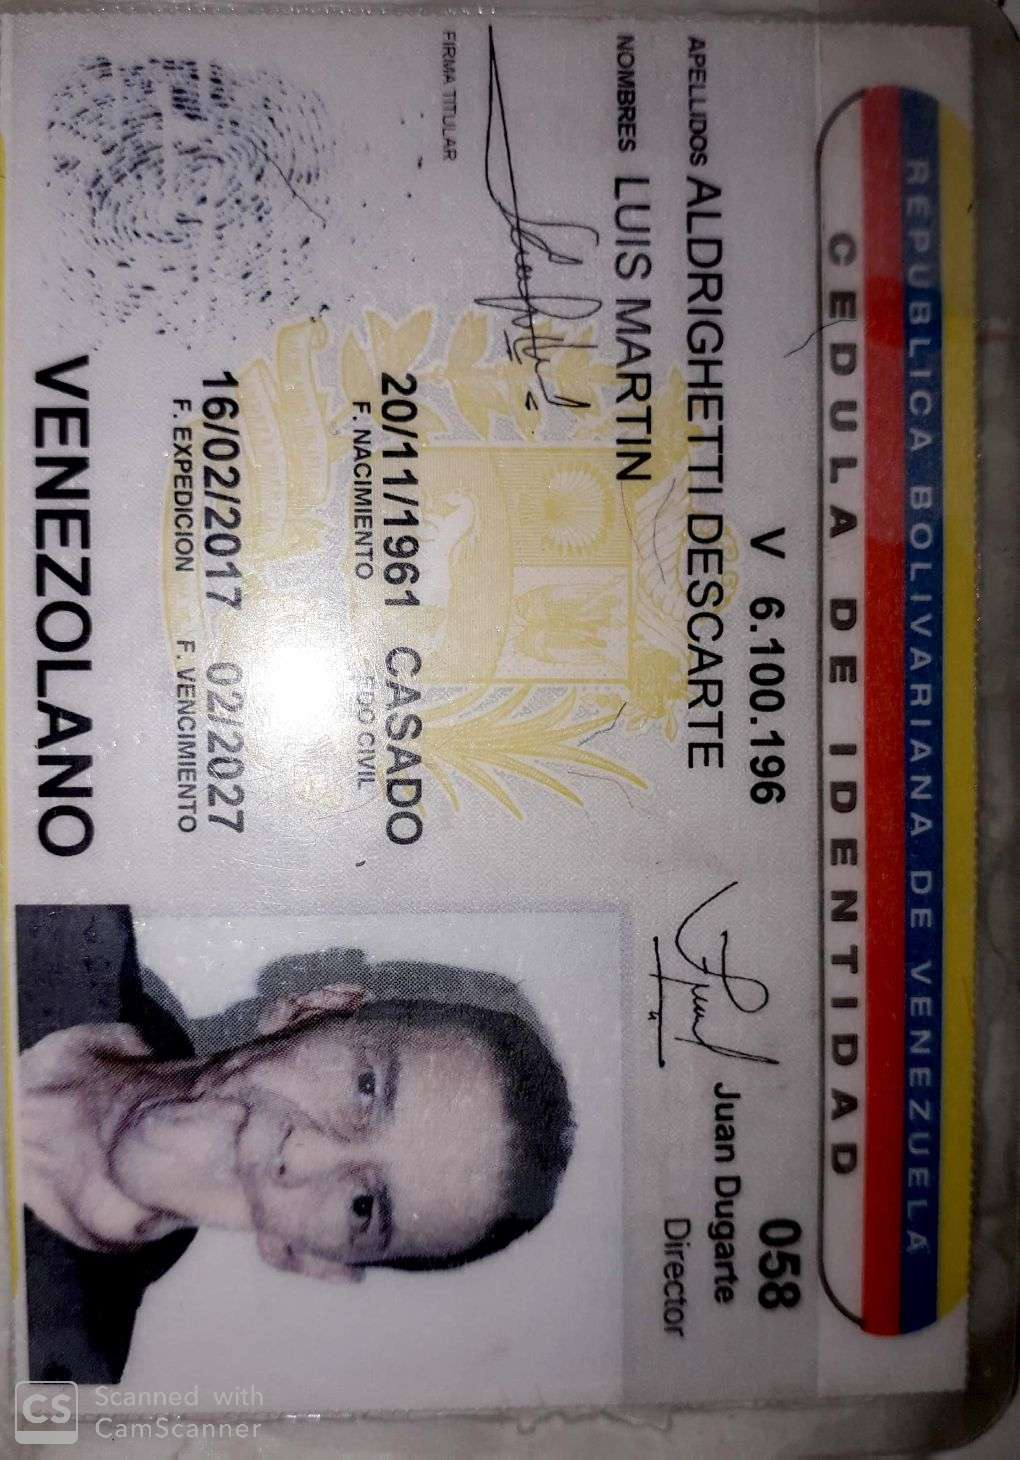 REPUBLICA BOLIVARIANA DE VENEZUELA
CEDULA DE IDENTIDAD
V 6.100.196
058
APELLIDOS ALDRIGHETTI DESCARTE
Juan Dugarte
Director
NOMBRES LUIS MARTIN
FIRMA TITULAR
20/11/1961 CASADO
F. NACIMIENTO EDO CIVIL
16/02/2017 02/2027
F. EXPEDICION F. VENCIMIENTO
VENEZOLANO
CS Scanned with
CamScanner